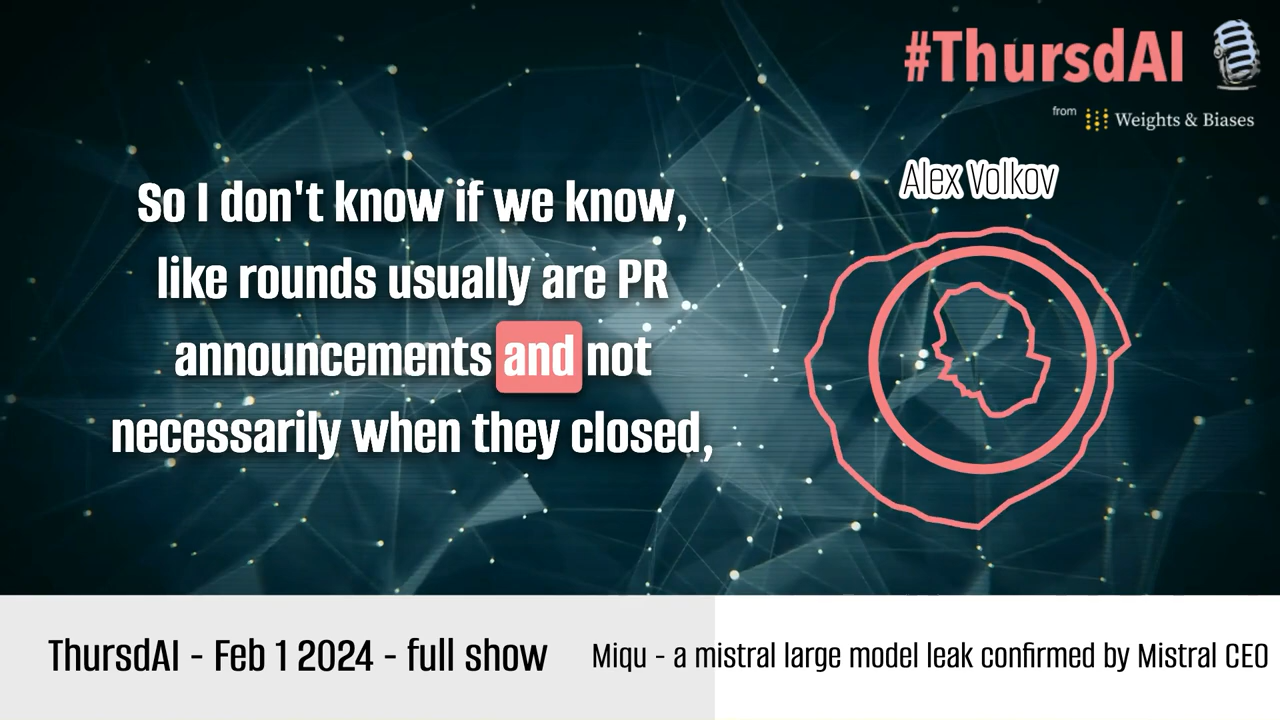 #ThursdAI
from Weights & Biases
Alex Volkov
So I don't know if we know,
like rounds usually are PR
announcements and not
necessarily when they closed,
ThursdAI - Feb 1 2024 - full show
Miqu - a mistral large model leak confirmed by Mistral CEO